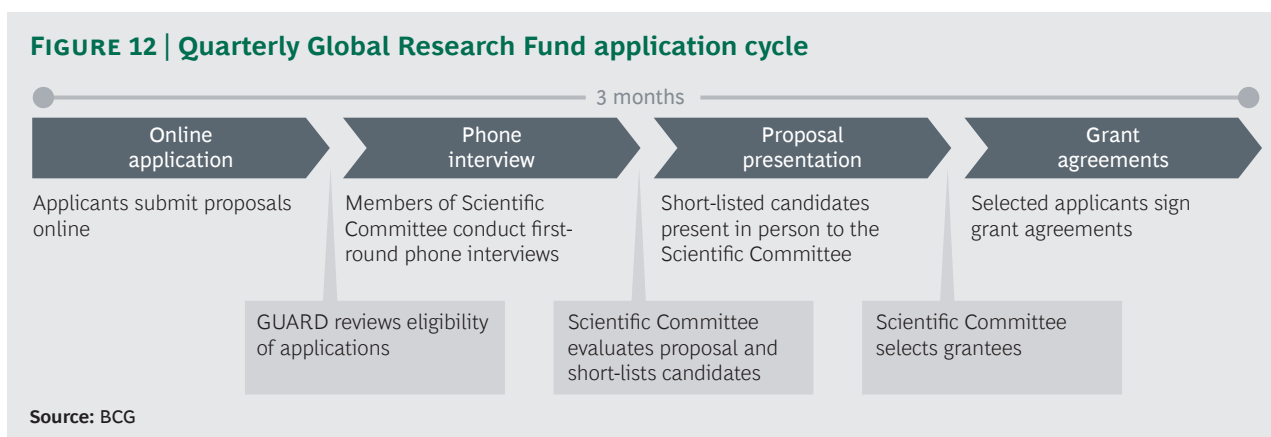 FIGURE 12 | Quarterly Global Research Fund application cycle
3 months
Online
application
Phone
interview
Proposal
presentation
Grant
agreements
Applicants submit proposals
online
Members of Scientific
Committee conduct first-
round phone interviews
Short-listed candidates
present in person to the
Scientific Committee
Selected applicants sign
grant agreements
GUARD reviews eligibility
of applications
Scientific Committee
evaluates proposal and
short-lists candidates
Scientific Committee
selects grantees
Source: BCG